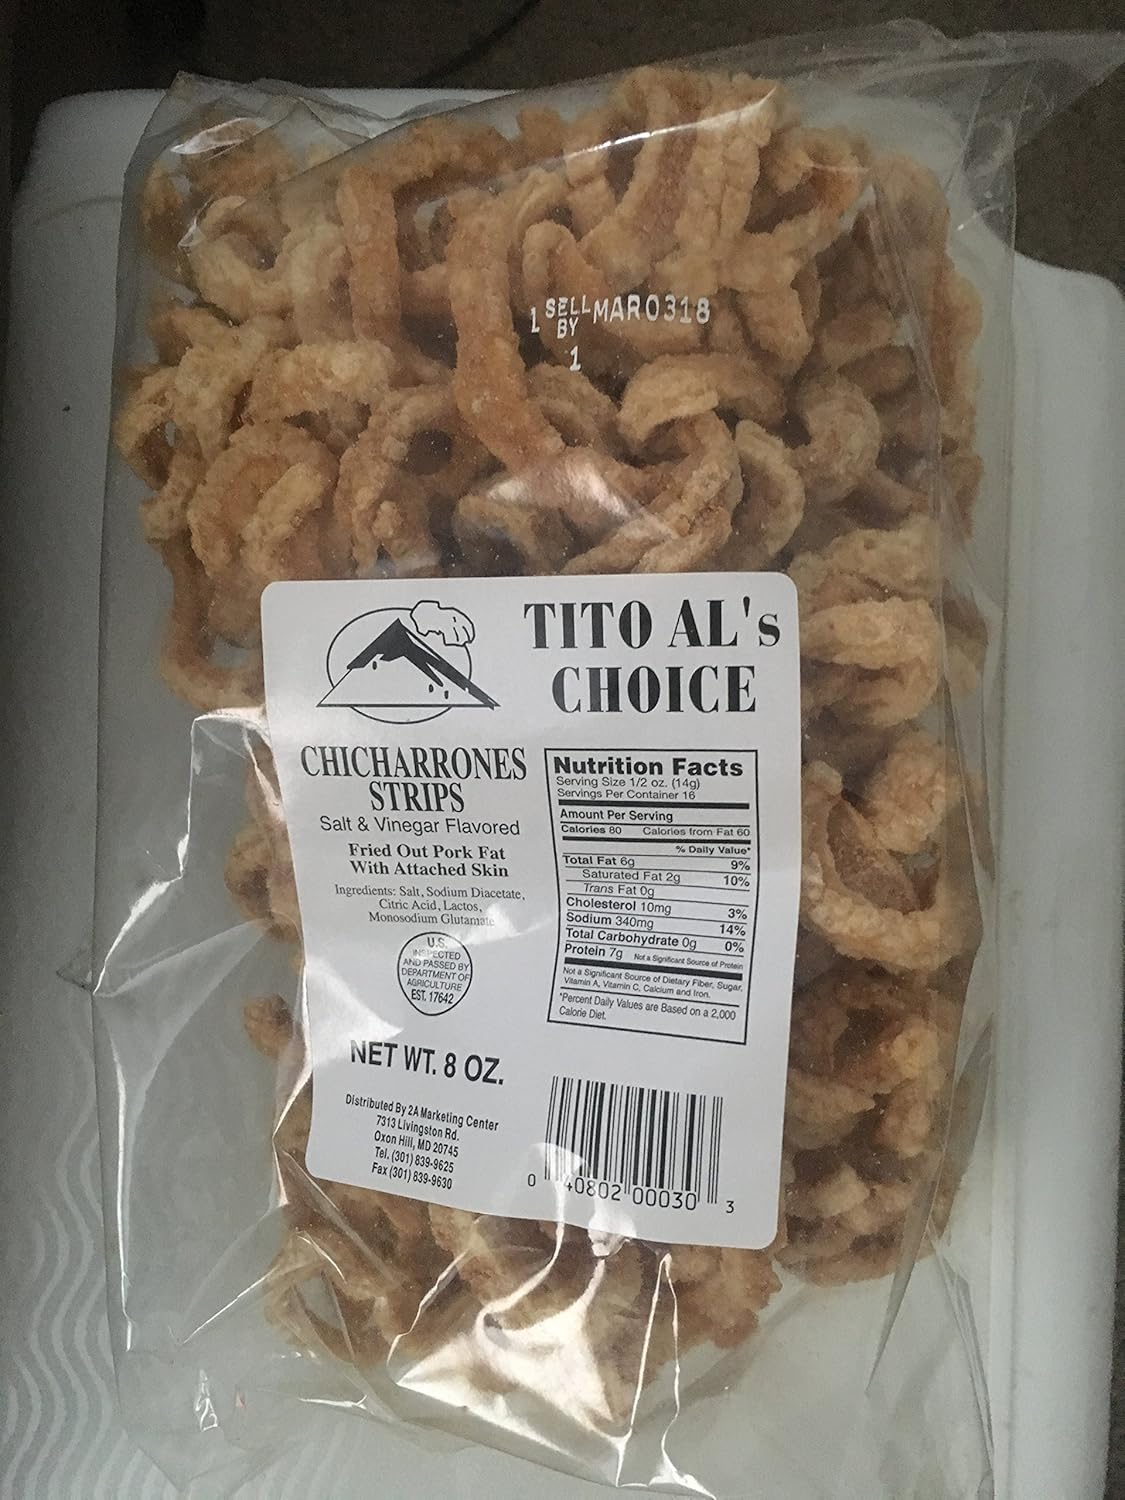 1 SELL BY MAR0318
1
TITO AL's
CHOICE
CHICHARRONES
STRIPS
Salt & Vinegar Flavored
Fried Out Pork Fat
With Attached Skin
Ingredients: Salt, Sodium Diacetate,
Citric Acid, Lactos,
Monosodium Glutamate
U.S.
INSPECTED
AND PASSED BY
DEPARTMENT OF
AGRICULTURE
EST. 17642
NET WT. 8 OZ.
Distributed By 2A Marketing Center
7313 Livingston Rd.
Oxon Hill, MD 20745
Tel. (301) 839-9625
Fax (301) 839-9630
Nutrition Facts
Serving Size 1/2 oz. (14g)
Servings Per Container 16
Amount Per Serving
Calories 80 Calories from Fat 60
% Daily Value*
Total Fat 6g 9%
Saturated Fat 2g 10%
Trans Fat 0g
Cholesterol 10mg 3%
Sodium 340mg 14%
Total Carbohydrate 0g 0%
Protein 7g Not a Significant Source of Protein
Not a Significant Source of Dietary Fiber, Sugar,
Vitamin A, Vitamin C, Calcium and Iron.
*Percent Daily Values are Based on a 2,000
Calorie Diet.
0 40802 00030 3